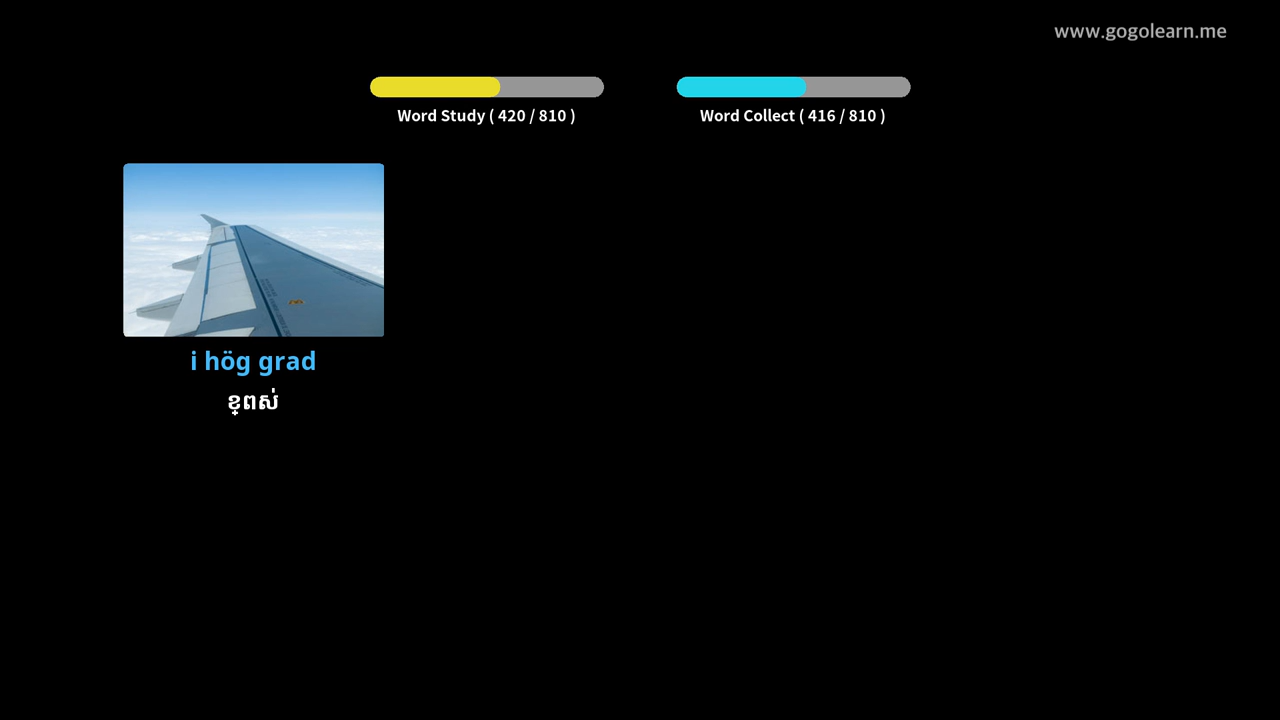 www.gogolearn.me
Word Study ( 420 / 810 )
Word Collect ( 416 / 810 )
i hög grad
ខ្ពស់